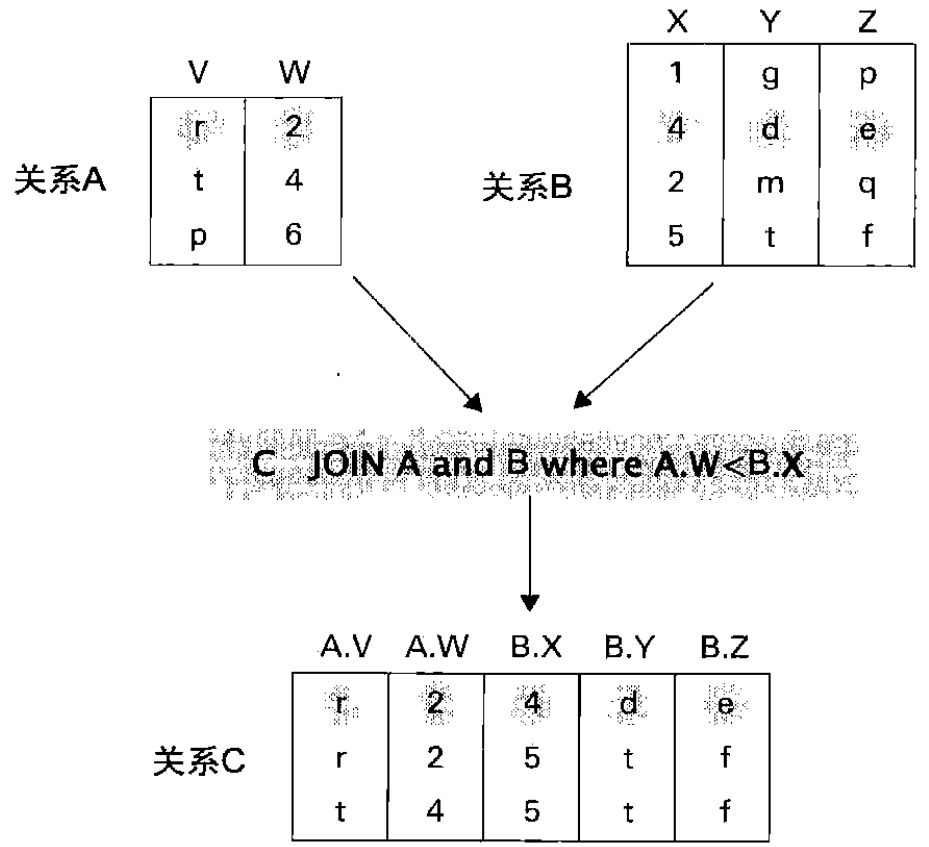 V W
r 2
关系A t 4
p 6
X Y Z
1 g p
4 d e
关系B 2 m q
5 t f
C JOIN A and B where A.W<B.X
A.V A.W B.X B.Y B.Z
r 2 4 d e
关系C r 2 5 t f
t 4 5 t f